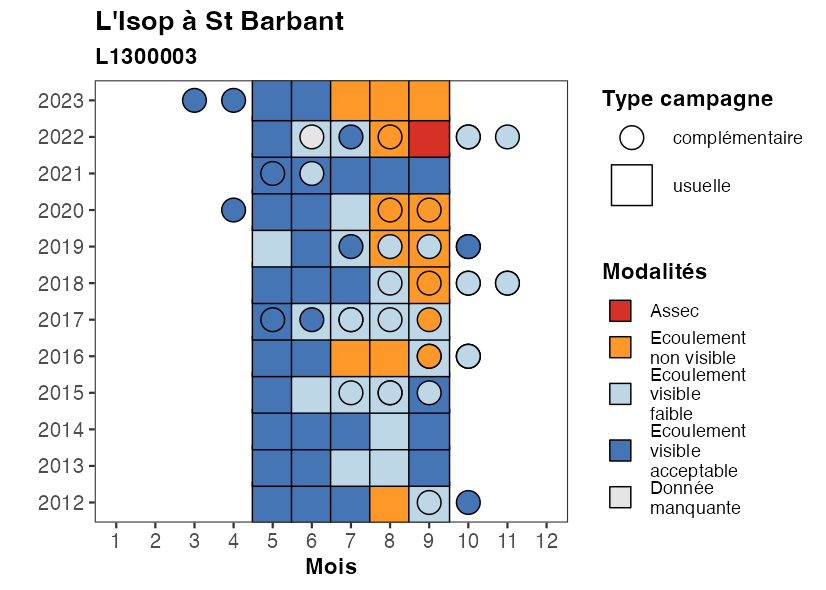 L'Isop à St Barbant
L1300003
2023
2022
2021
2020
2019
2018
2017
2016
2015
2014
2013
2012
1 2 3 4 5 6 7 8 9 10 11 12
Mois
Type campagne
complémentaire
usuelle
Modalités
Assec
Ecoulement
non visible
Ecoulement
visible
faible
Ecoulement
visible
acceptable
Donnée
manquante